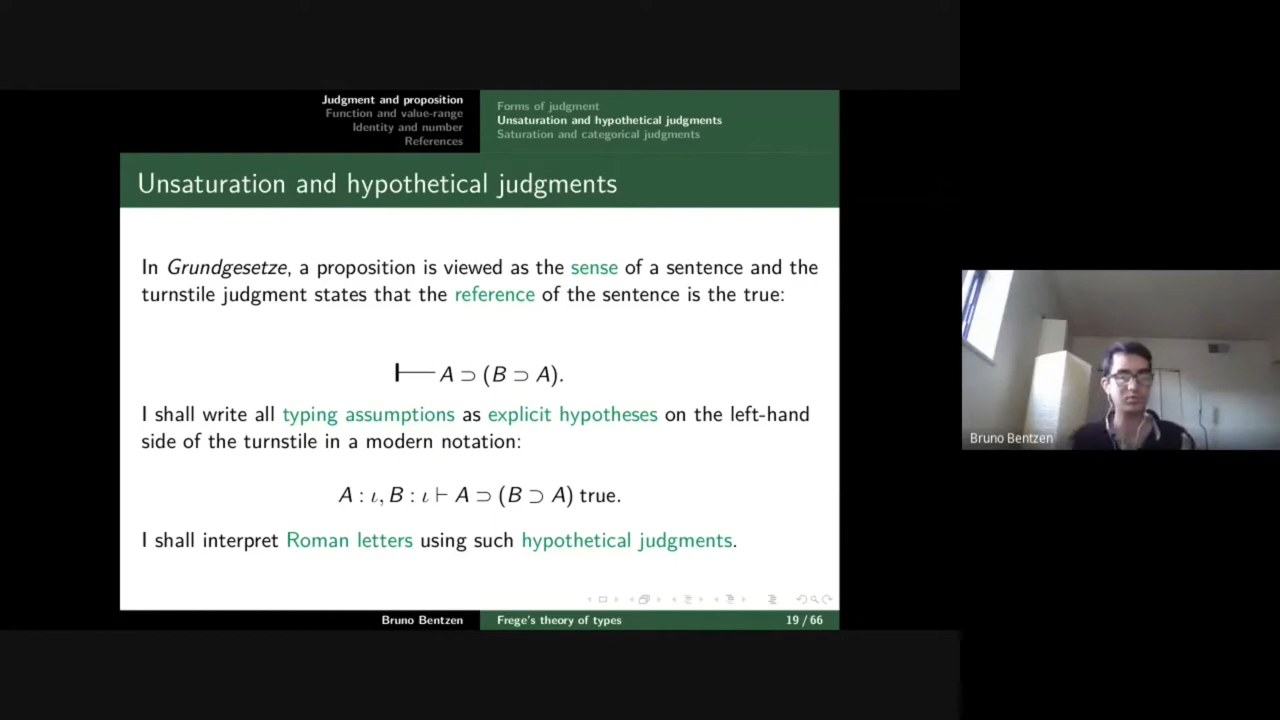 Judgment and proposition
Function and value-range
Identity and number
References
Forms of judgment
Unsaturation and hypothetical judgments
Saturation and categorical judgments
Unsaturation and hypothetical judgments
In Grundgesetze, a proposition is viewed as the sense of a sentence and the
turnstile judgment states that the reference of the sentence is the true:
⊢ A ⊃ (B ⊃ A).
I shall write all typing assumptions as explicit hypotheses on the left-hand
side of the turnstile in a modern notation:
A : ι, B : ι ⊢ A ⊃ (B ⊃ A) true.
I shall interpret Roman letters using such hypothetical judgments.
Bruno Bentzen
Frege's theory of types
19 / 66
Bruno Bentzen